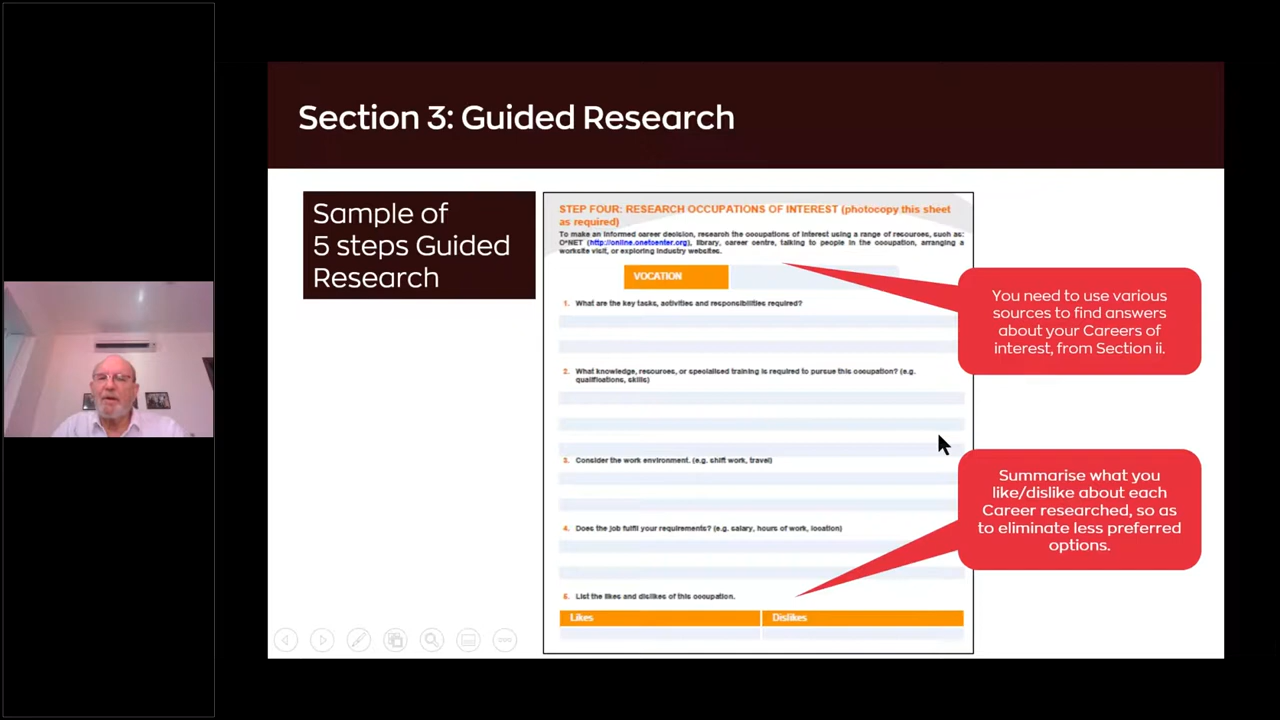 Section 3: Guided Research
Sample of
5 steps Guided
Research
STEP FOUR: RESEARCH OCCUPATIONS OF INTEREST (photocopy this sheet
as required)
To make an informed career decision, research the occupations of interest using a range of resources, such as:
O*NET (http://online.onetcenter.org), library, career centre, talking to people in the occupation, arranging a
worksite visit, or exploring industry websites.
VOCATION
1. What are the key tasks, activities and responsibilities required?
2. What knowledge, resources, or specialised training is required to pursue this occupation? (e.g.
qualifications, skills)
3. Consider the work environment. (e.g. shift work, travel)
4. Does the job fulfil your requirements? (e.g. salary, hours of work, location)
5. List the likes and dislikes of this occupation.
Likes Dislikes
You need to use various
sources to find answers
about your Careers of
interest, from Section ii.
Summarise what you
like/dislike about each
Career researched, so as
to eliminate less preferred
options.